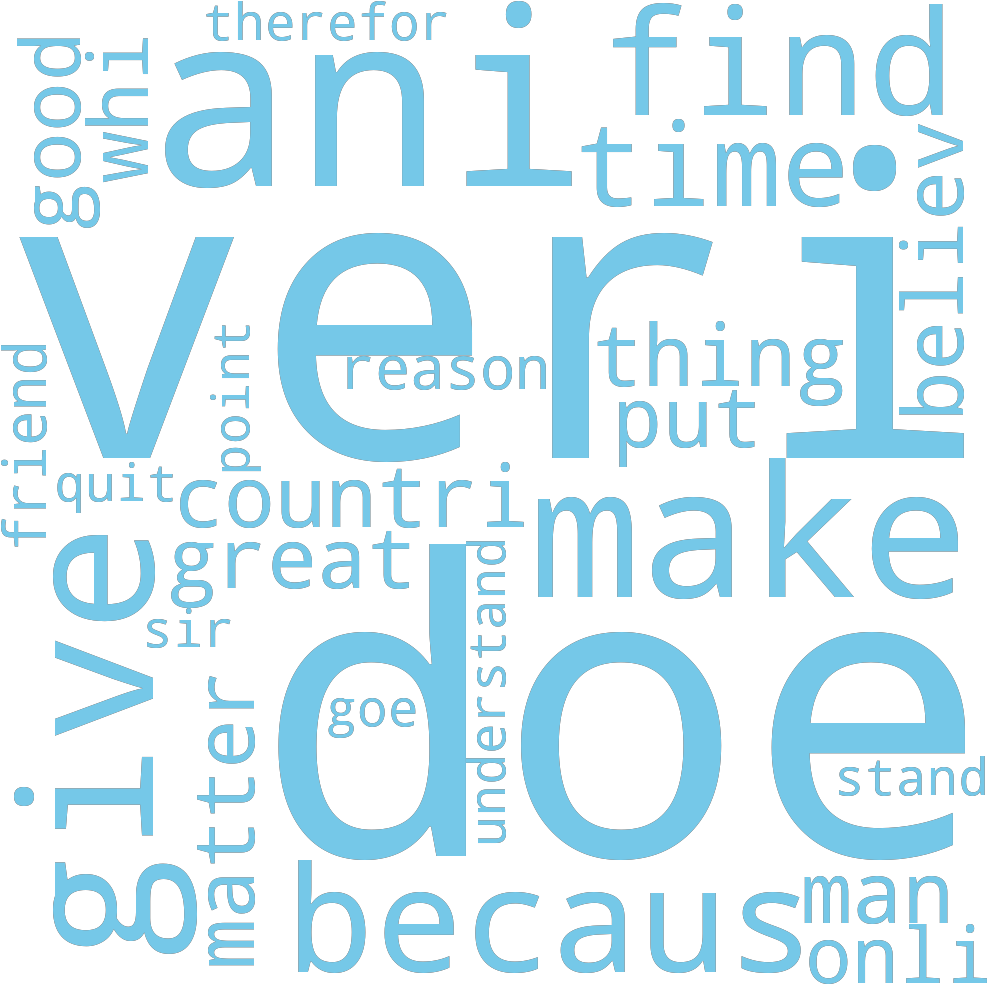 therefor
good
whi
ani
find
time
believ
veri
friend
point
reason
thing
put
quit
countri
make
great
give
sir
understand
doe
goe
matter
stand
becaus
man
onli